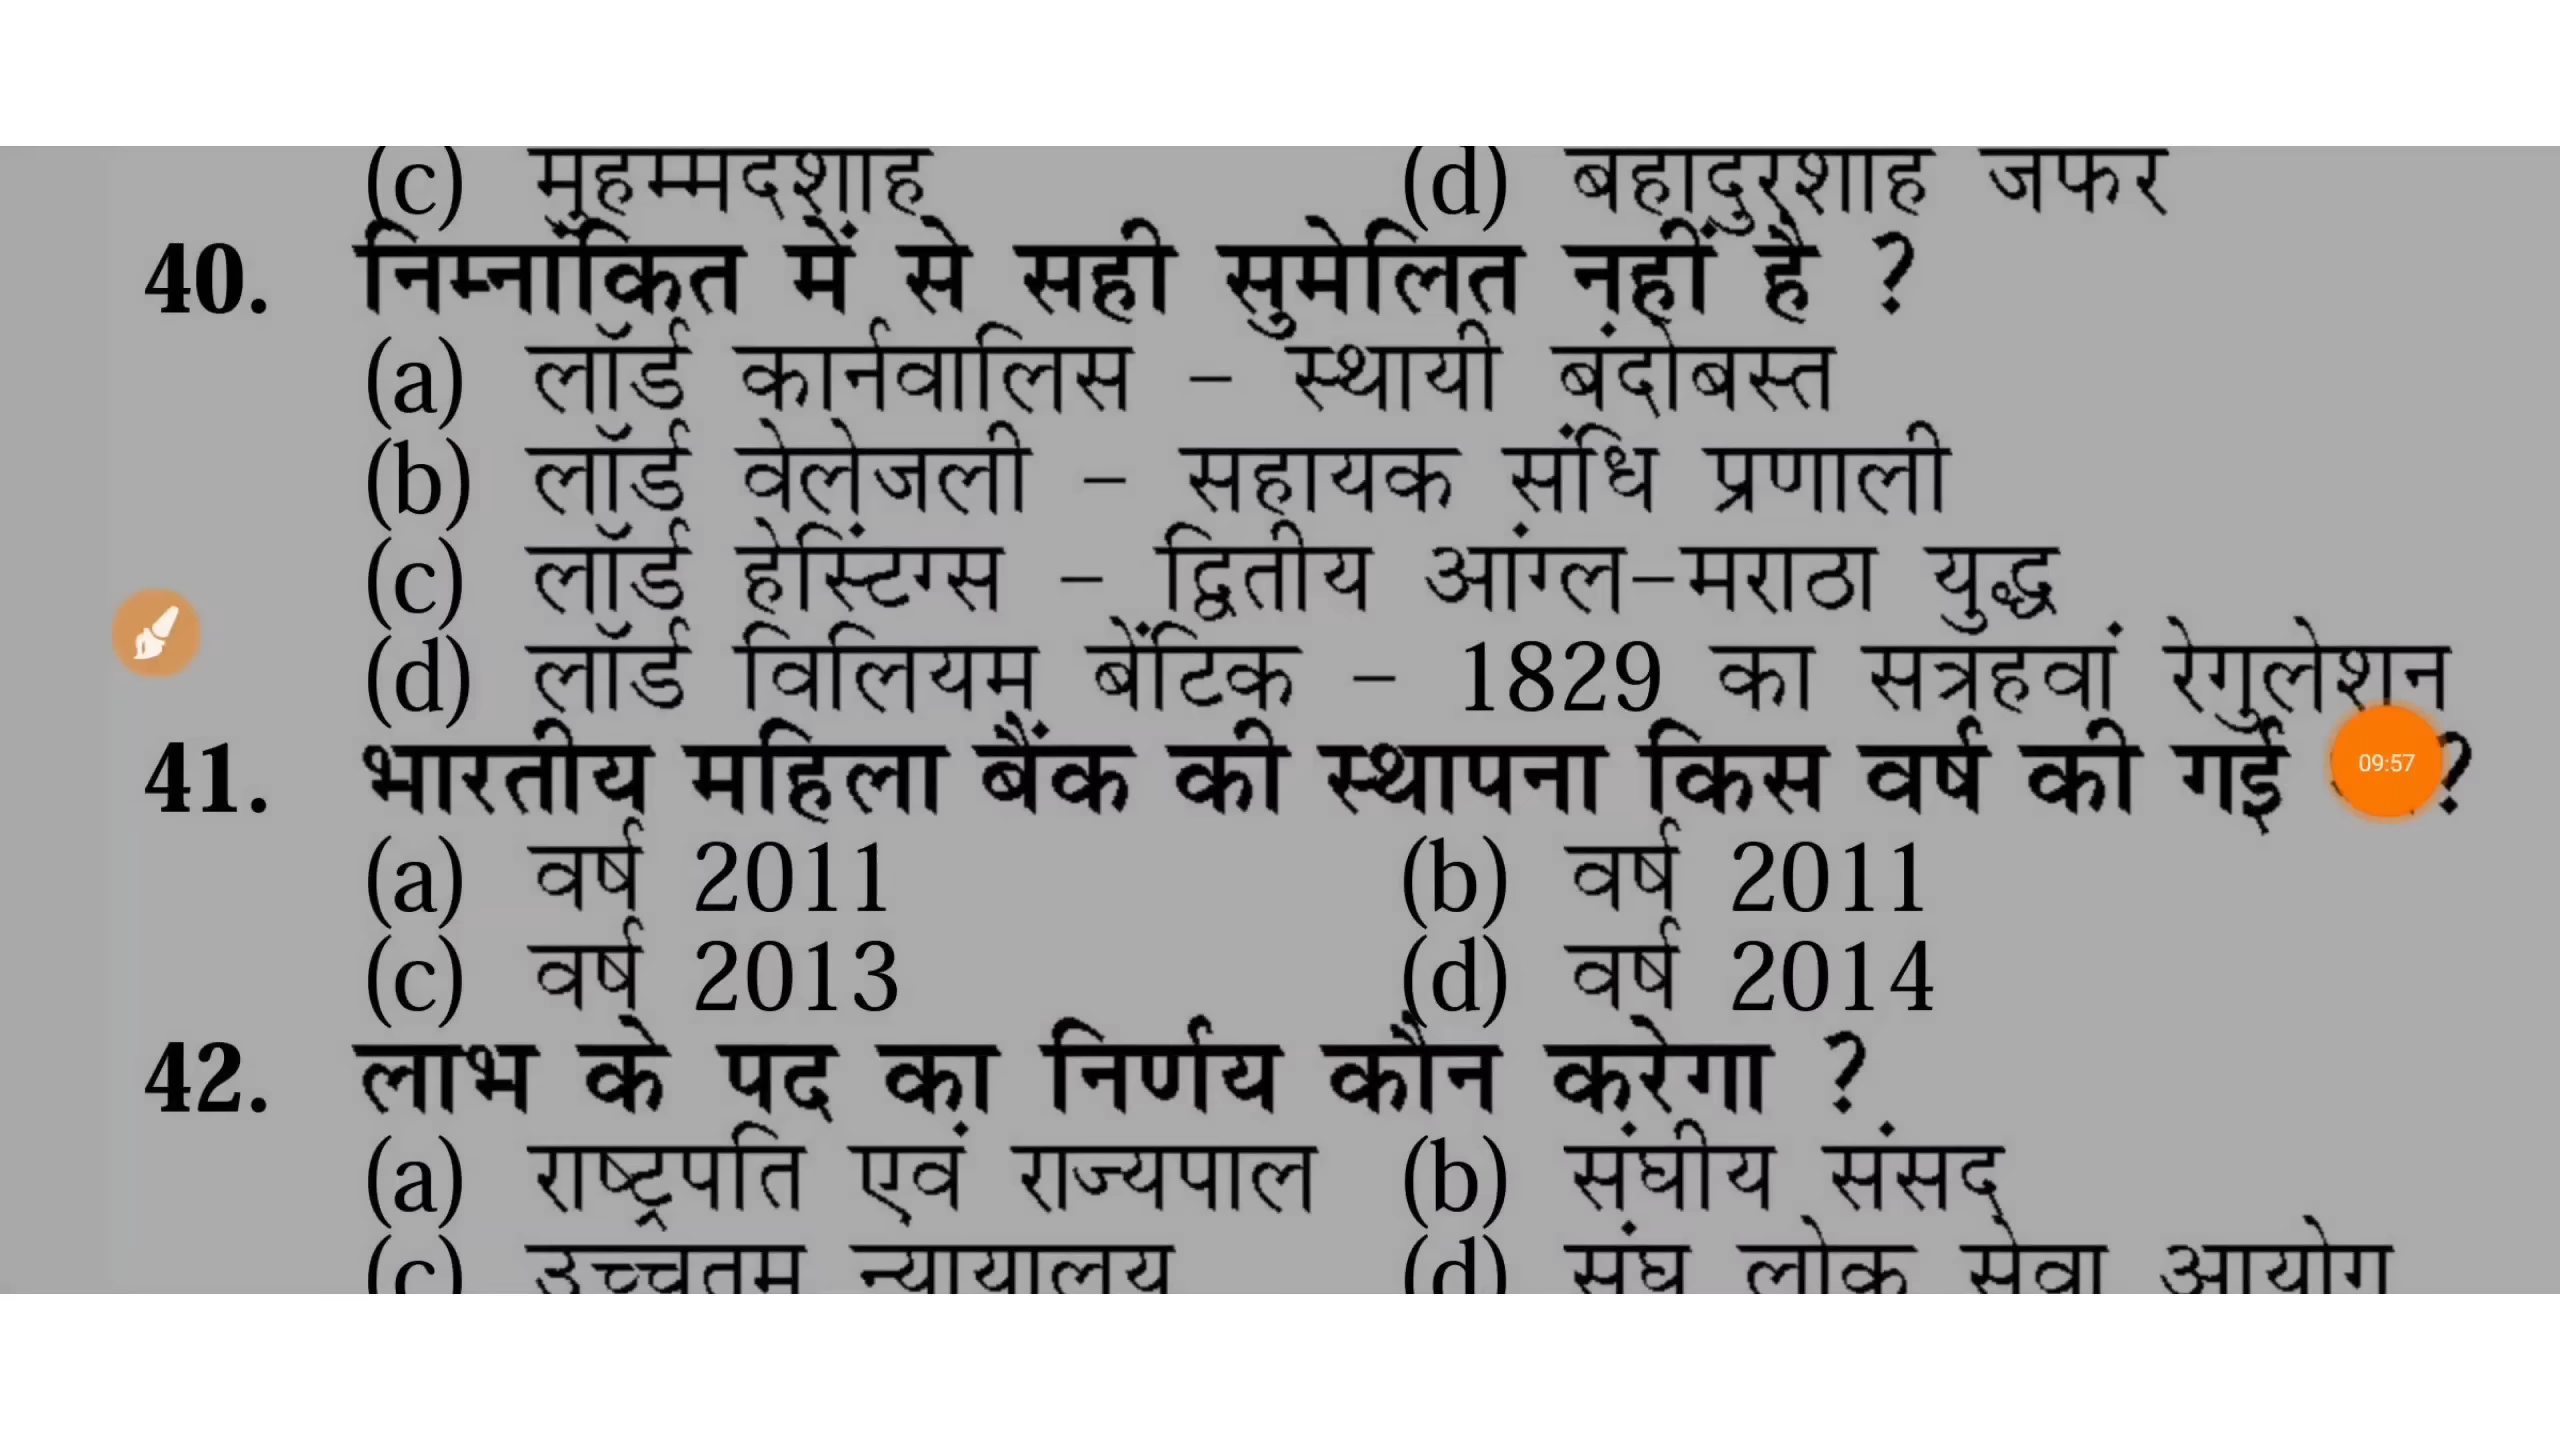 (c) मुहम्मदशाह (d) बहादुरशाह जफर
40. निम्नांकित में से सही सुमेलित नहीं है ?
(a) लॉर्ड कार्नवालिस – स्थायी बंदोबस्त
(b) लॉर्ड वेलेजली – सहायक संधि प्रणाली
(c) लॉर्ड हेस्टिंग्स – द्वितीय आंग्ल-मराठा युद्ध
(d) लॉर्ड विलियम बेंटिक – 1829 का सत्रहवां रेगुलेशन
41. भारतीय महिला बैंक की स्थापना किस वर्ष की गई ?
09:57
(a) वर्ष 2011 (b) वर्ष 2011
(c) वर्ष 2013 (d) वर्ष 2014
42. लाभ के पद का निर्णय कौन करेगा ?
(a) राष्ट्रपति एवं राज्यपाल (b) संघीय संसद
(c) उच्चतम न्यायालय (d) संघ लोक सेवा आयोग